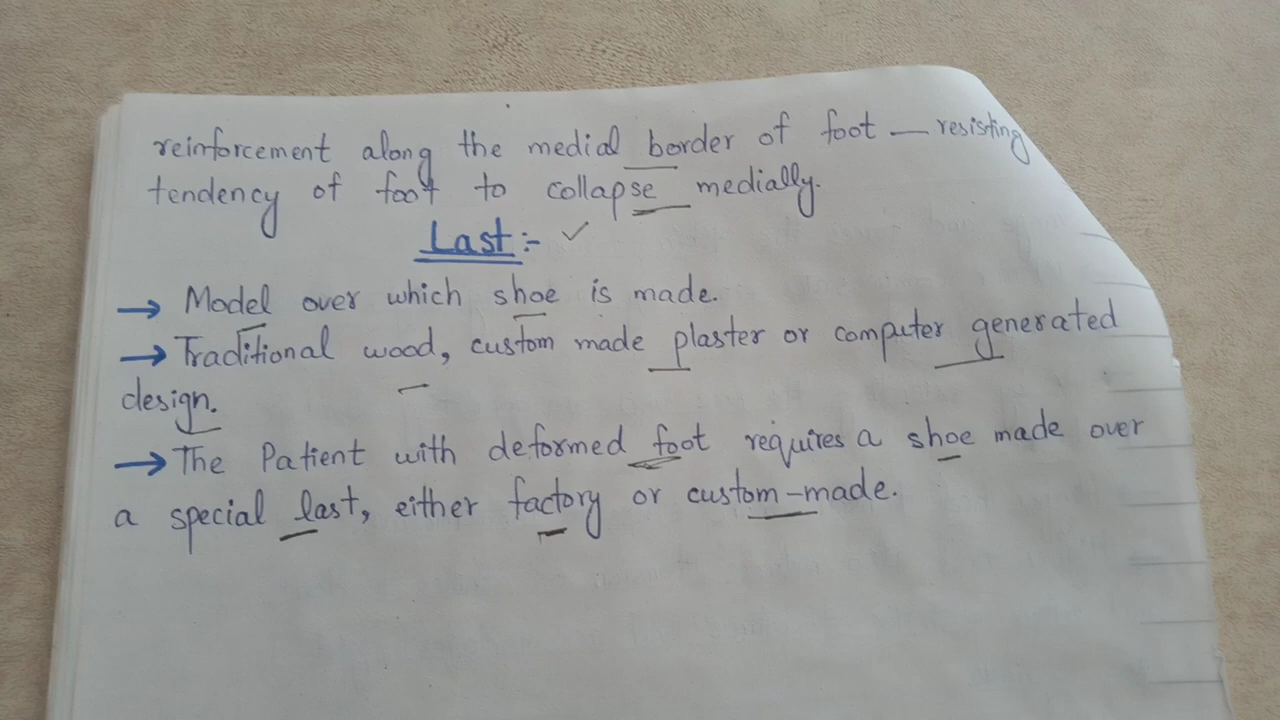 reinforcement along the medial border of foot — resisting
tendency of foot to collapse medially.
Last :- ✓
→ Model over which shoe is made.
→ Traditional wood, custom made plaster or computer generated
design.
→ The Patient with deformed foot requires a shoe made over
a special last, either factory or custom-made.